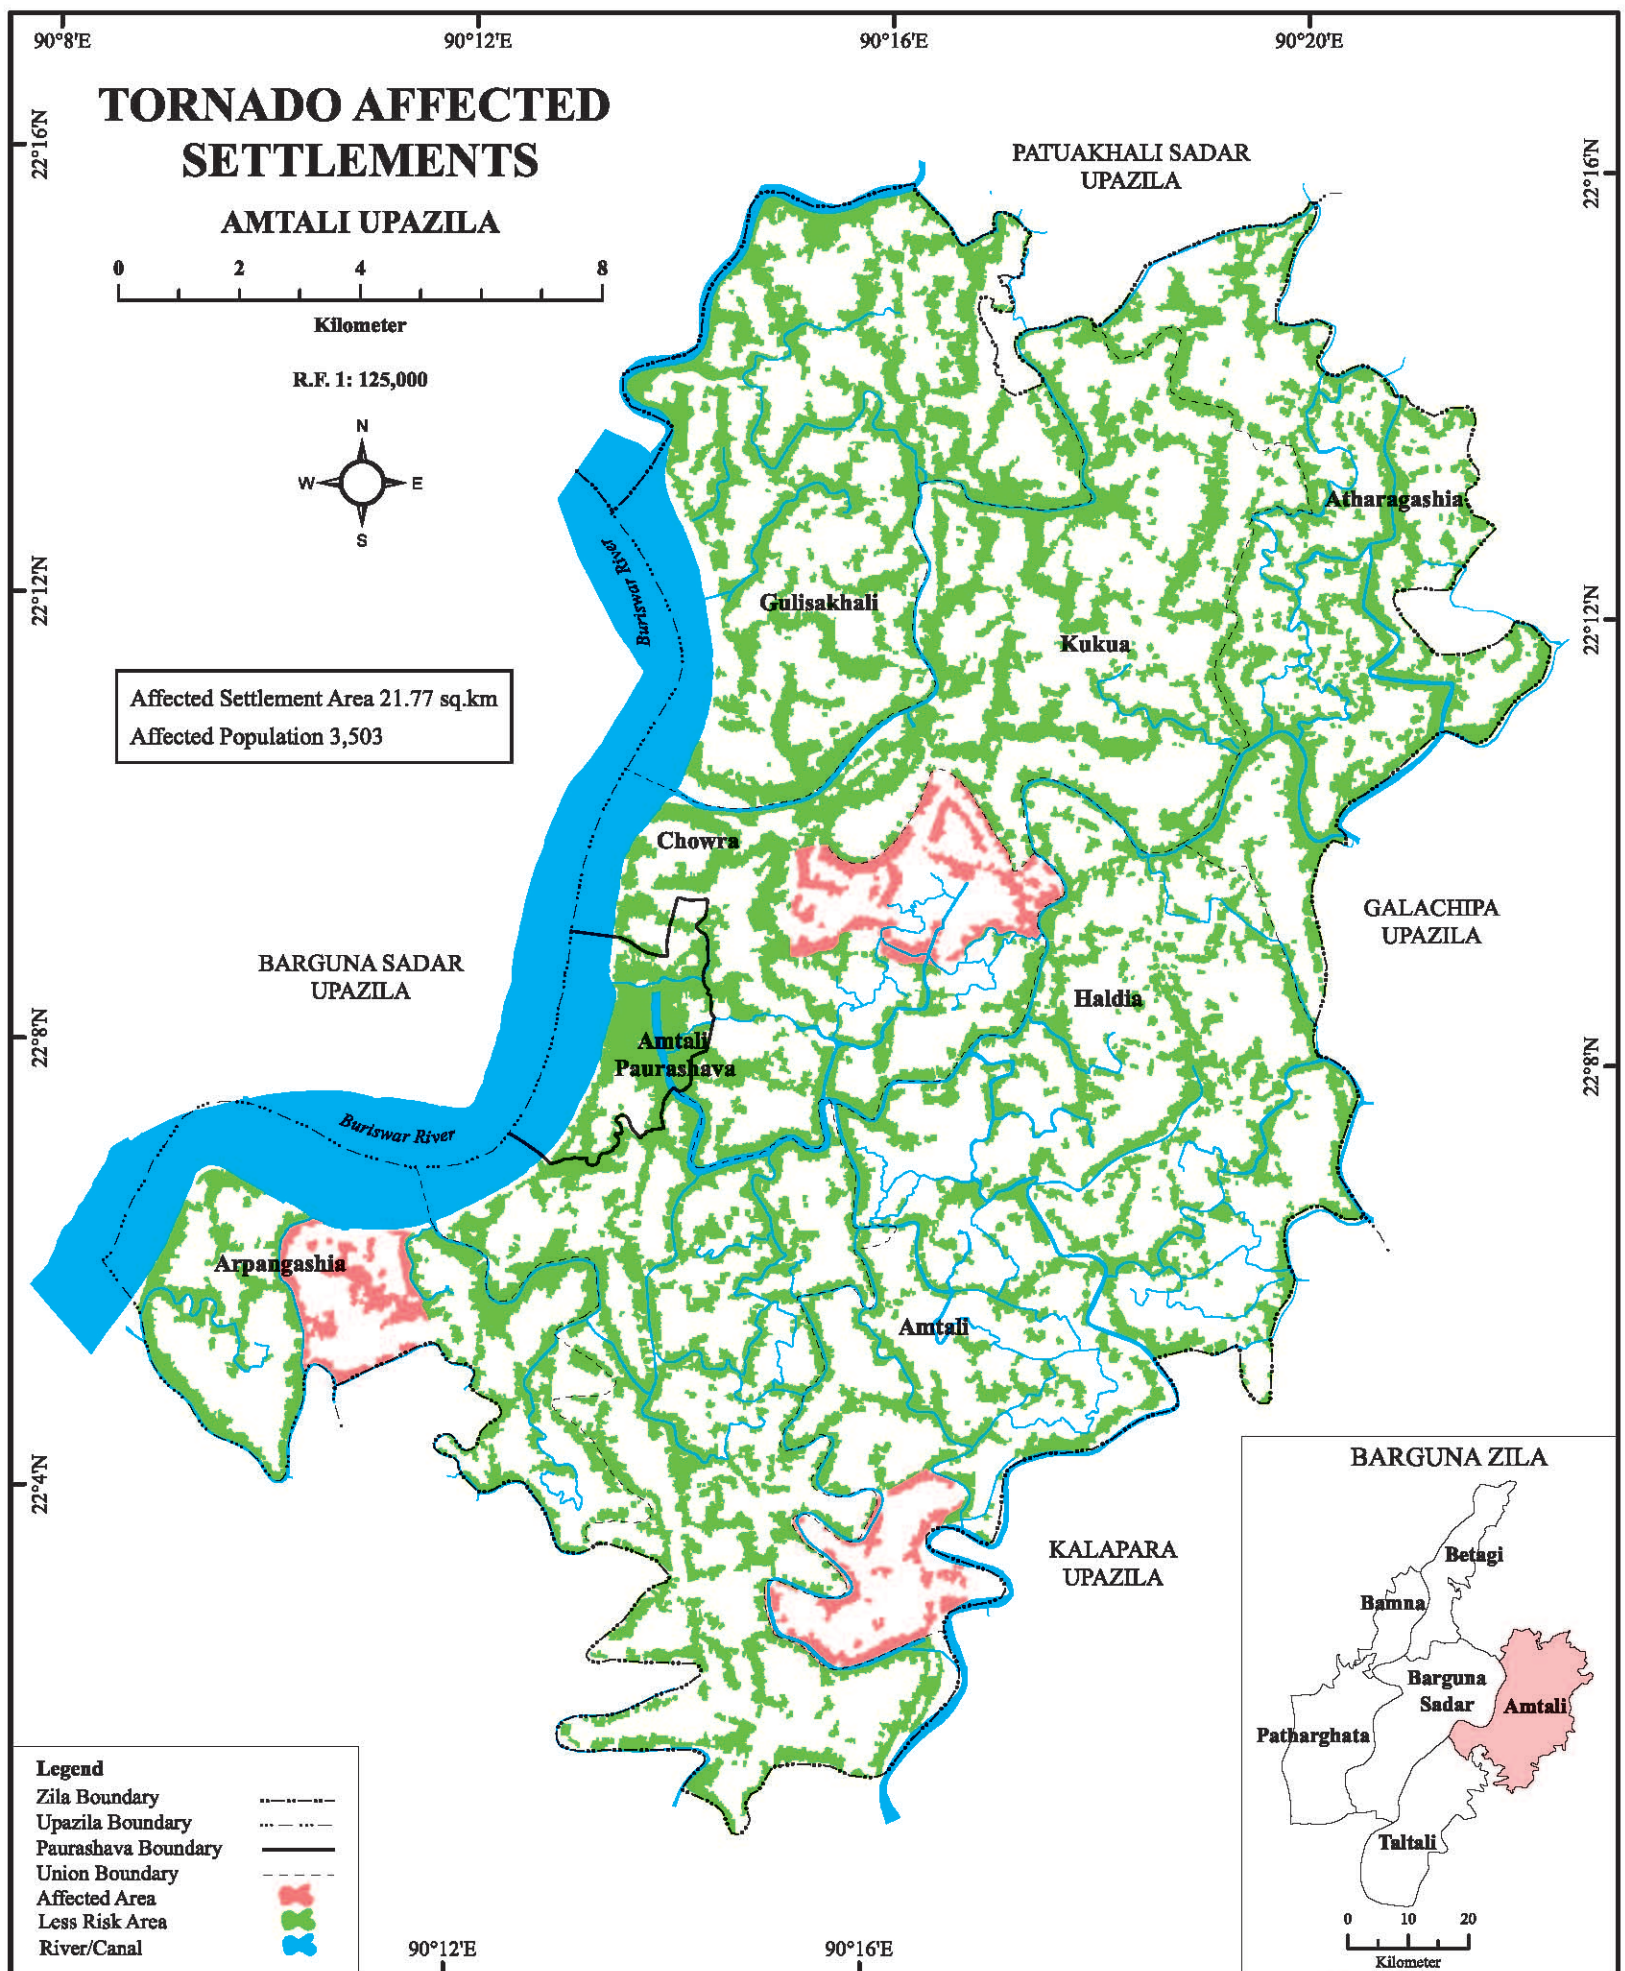 90°8'E
90°12'E
90°16'E
90°20'E
TORNADO AFFECTED
SETTLEMENTS
AMTALI UPAZILA
0 2 4 8
Kilometer
R.F. 1: 125,000
N
W E
S
22°16'N
22°16'N
PATUAKHALI SADAR
UPAZILA
Atharagashia
Buriswar River
22°12'N
22°12'N
Gulisakhali
Kukua
Affected Settlement Area 21.77 sq.km
Affected Population 3,503
Chowra
GALACHIPA
UPAZILA
BARGUNA SADAR
UPAZILA
Haldia
22°8'N
22°8'N
Amtali
Paurashava
Buriswar River
Arpangashia
Amtali
22°4'N
KALAPARA
UPAZILA
BARGUNA ZILA
Betagi
Bamna
Barguna
Sadar
Amtali
Patharghata
Taltali
0 10 20
Kilometer
Legend
Zila Boundary
Upazila Boundary
Paurashava Boundary
Union Boundary
Affected Area
Less Risk Area
River/Canal
90°12'E
90°16'E